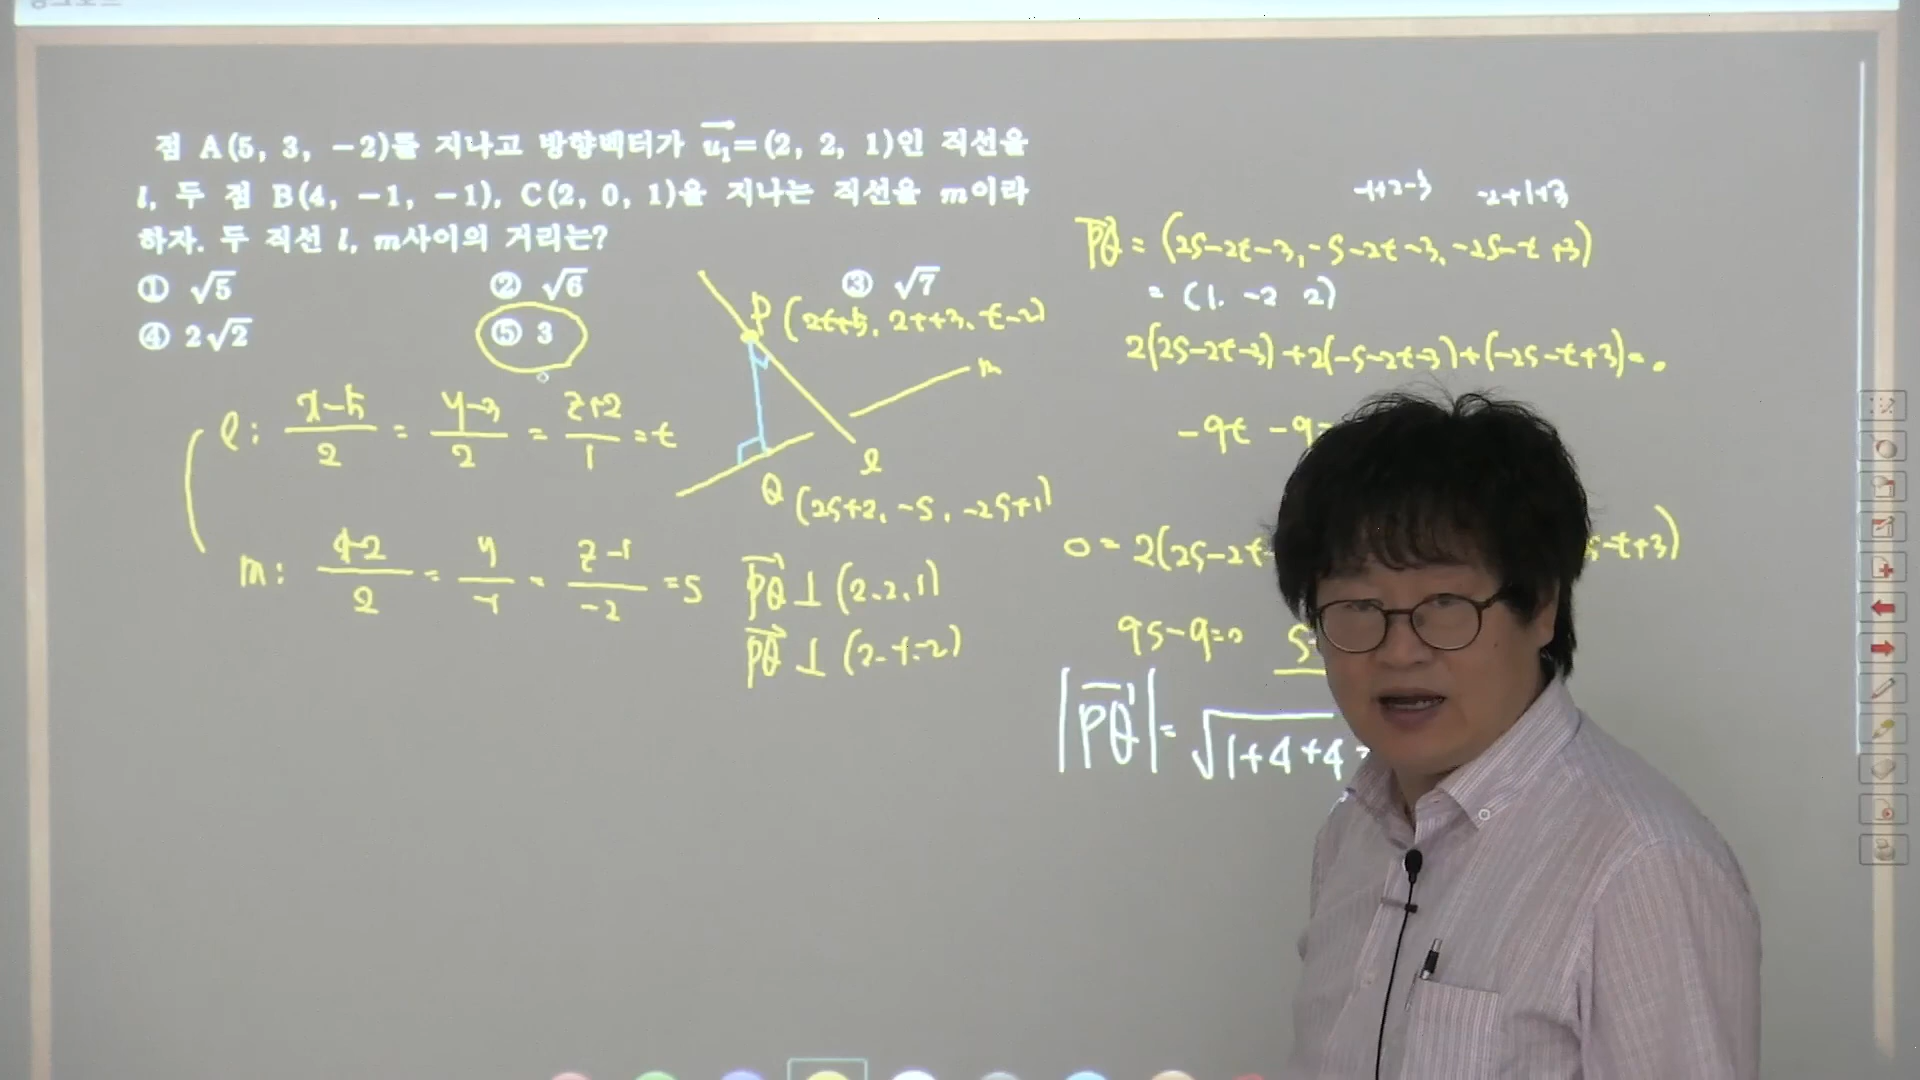 점 A(5, 3, −2)를 지나고 방향벡터가 u₁=(2, 2, 1)인 직선을
l, 두 점 B(4, −1, −1), C(2, 0, 1)을 지나는 직선을 m이라
하자. 두 직선 l, m사이의 거리는?
① √5 ② √6 ③ √7
④ 2√2 ⑤ 3
P (2t+5, 2t+3, t-2)
m
l: x-5/2 = y-3/2 = z+2/1 = t
l
Q (2s+2, -s, -2s+1)
m: x-2/2 = y/-1 = z-1/-2 = s
PQ ⊥ (2, 2, 1)
PQ ⊥ (2, -1, -2)
-2+1+3
PQ = (2s-2t-3, -s-2t-3, -2s-t+3)
= (1, -2 2)
2(2s-2t-3)+2(-s-2t-3)+(-2s-t+3)=0
-9t -9=
0 = 2(2s-2t- s-t+3)
9s-9=0 s=
|PQ| = √1+4+4 =